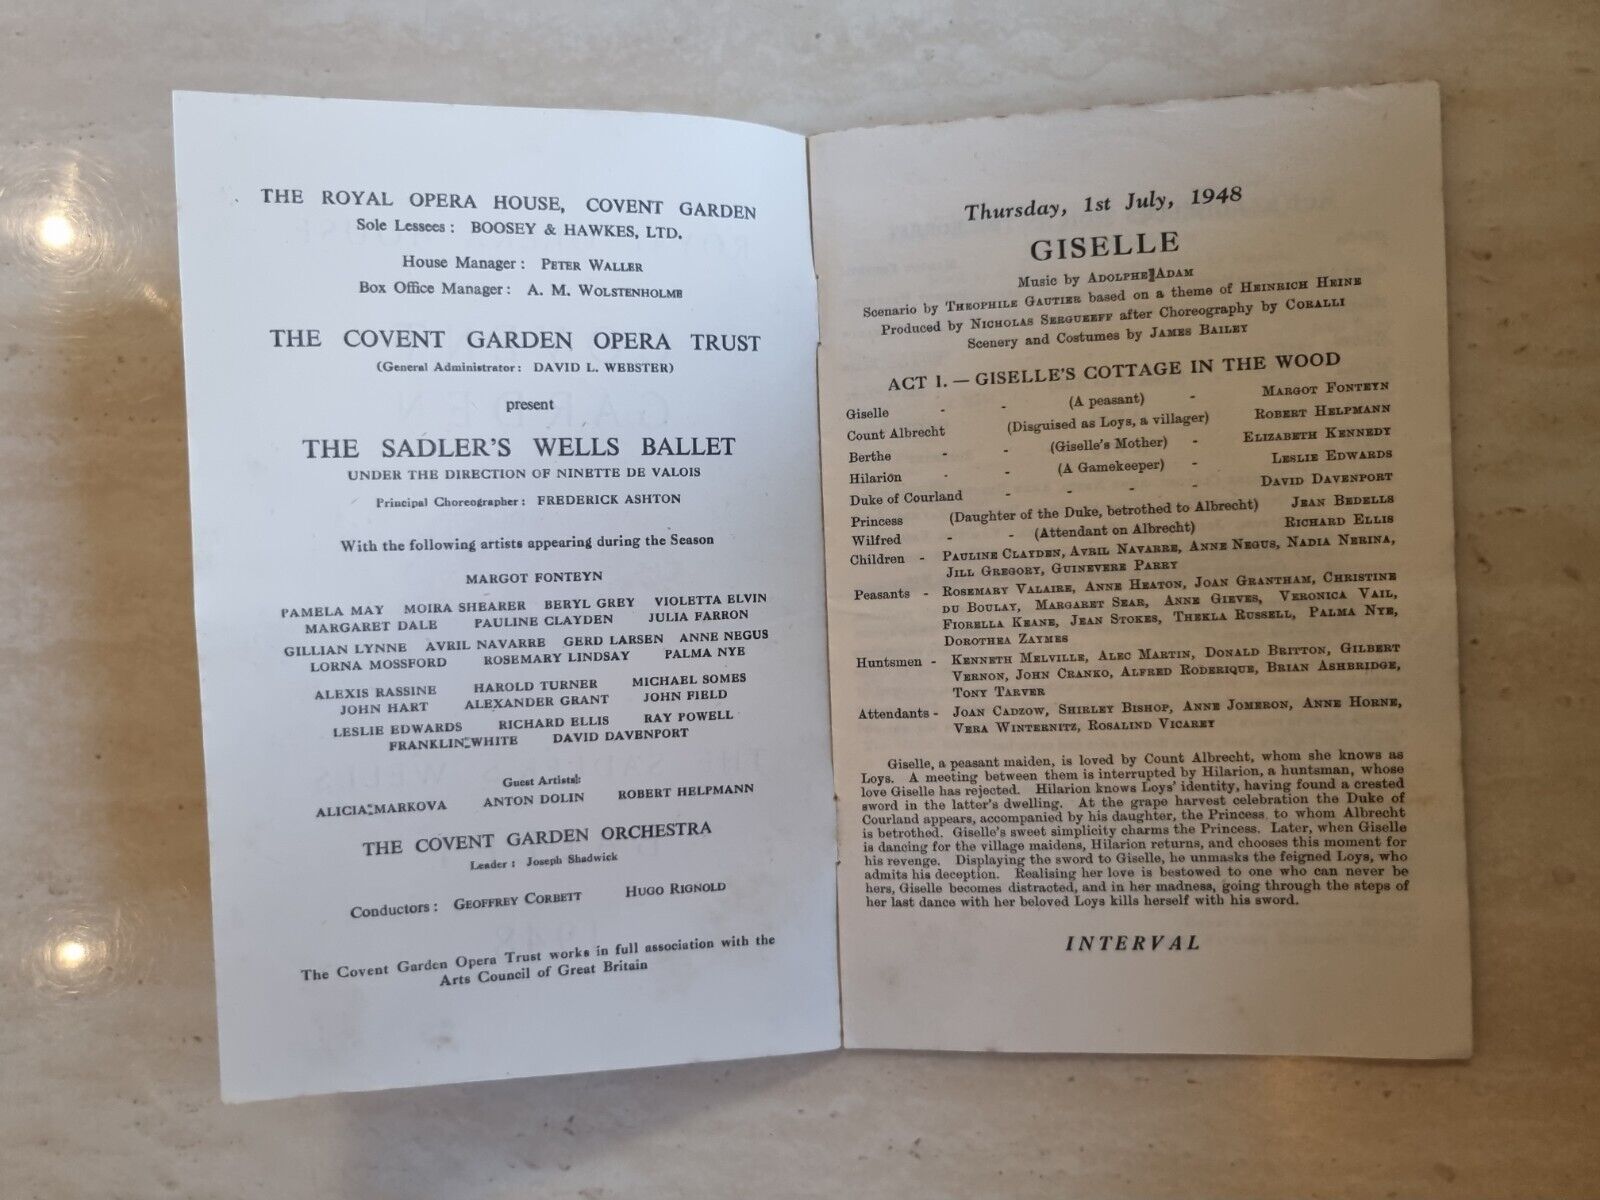 THE ROYAL OPERA HOUSE, COVENT GARDEN
Sole Lessees : BOOSEY & HAWKES, LTD.
House Manager : PETER WALLER
Box Office Manager : A. M. WOLSTENHOLME
THE COVENT GARDEN OPERA TRUST
(General Administrator : DAVID L. WEBSTER)
present
THE SADLER'S WELLS BALLET
UNDER THE DIRECTION OF NINETTE DE VALOIS
Principal Choreographer : FREDERICK ASHTON
With the following artists appearing during the Season
MARGOT FONTEYN
PAMELA MAY MOIRA SHEARER BERYL GREY VIOLETTA ELVIN
MARGARET DALE PAULINE CLAYDEN JULIA FARRON
GILLIAN LYNNE AVRIL NAVARRE GERD LARSEN ANNE NEGUS
LORNA MOSSFORD ROSEMARY LINDSAY PALMA NYE
ALEXIS RASSINE HAROLD TURNER MICHAEL SOMES
JOHN HART ALEXANDER GRANT JOHN FIELD
LESLIE EDWARDS RICHARD ELLIS RAY POWELL
FRANKLIN WHITE DAVID DAVENPORT
Guest Artists:
ALICIA MARKOVA ANTON DOLIN ROBERT HELPMANN
THE COVENT GARDEN ORCHESTRA
Leader : Joseph Shadwick
Conductors : GEOFFREY CORBETT HUGO RIGNOLD
The Covent Garden Opera Trust works in full association with the
Arts Council of Great Britain
Thursday, 1st July, 1948
GISELLE
Music by ADOLPHE ADAM
Scenario by THEOPHILE GAUTIER based on a theme of HEINRICH HEINE
Produced by NICHOLAS SERGUEEFF after Choreography by CORALLI
Scenery and Costumes by JAMES BAILEY
ACT 1. — GISELLE'S COTTAGE IN THE WOOD
Giselle - - (A peasant) - MARGOT FONTEYN
Count Albrecht (Disguised as Loys, a villager) ROBERT HELPMANN
Berthe - - (Giselle's Mother) - ELIZABETH KENNEDY
Hilarion - - (A Gamekeeper) - LESLIE EDWARDS
Duke of Courland - - - - DAVID DAVENPORT
Princess (Daughter of the Duke, betrothed to Albrecht) JEAN BEDELLS
Wilfred - - (Attendant on Albrecht) RICHARD ELLIS
Children - PAULINE CLAYDEN, AVRIL NAVARRE, ANNE NEGUS, NADIA NERINA,
JILL GREGORY, GUINEVERE PARRY
Peasants - ROSEMARY VALAIRE, ANNE HEATON, JOAN GRANTHAM, CHRISTINE
DU BOULAY, MARGARET SEAR, ANNE GIEVES, VERONICA VAIL,
FIORELLA KEANE, JEAN STOKES, THEKLA RUSSELL, PALMA NYE,
DOROTHEA ZAYMES
Huntsmen - KENNETH MELVILLE, ALEC MARTIN, DONALD BRITTON, GILBERT
VERNON, JOHN CRANKO, ALFRED RODERIQUE, BRIAN ASHBRIDGE,
TONY TARVER
Attendants - JOAN CADZOW, SHIRLEY BISHOP, ANNE JOMERON, ANNE HORNE,
VERA WINTERNITZ, ROSALIND VICAREY
Giselle, a peasant maiden, is loved by Count Albrecht, whom she knows as
Loys. A meeting between them is interrupted by Hilarion, a huntsman, whose
love Giselle has rejected. Hilarion knows Loys' identity, having found a crested
sword in the latter's dwelling. At the grape harvest celebration the Duke of
Courland appears, accompanied by his daughter, the Princess, to whom Albrecht
is betrothed. Giselle's sweet simplicity charms the Princess. Later, when Giselle
is dancing for the village maidens, Hilarion returns, and chooses this moment for
his revenge. Displaying the sword to Giselle, he unmasks the feigned Loys, who
admits his deception. Realising her love is bestowed to one who can never be
hers, Giselle becomes distracted, and in her madness, going through the steps of
her last dance with her beloved Loys kills herself with his sword.
INTERVAL